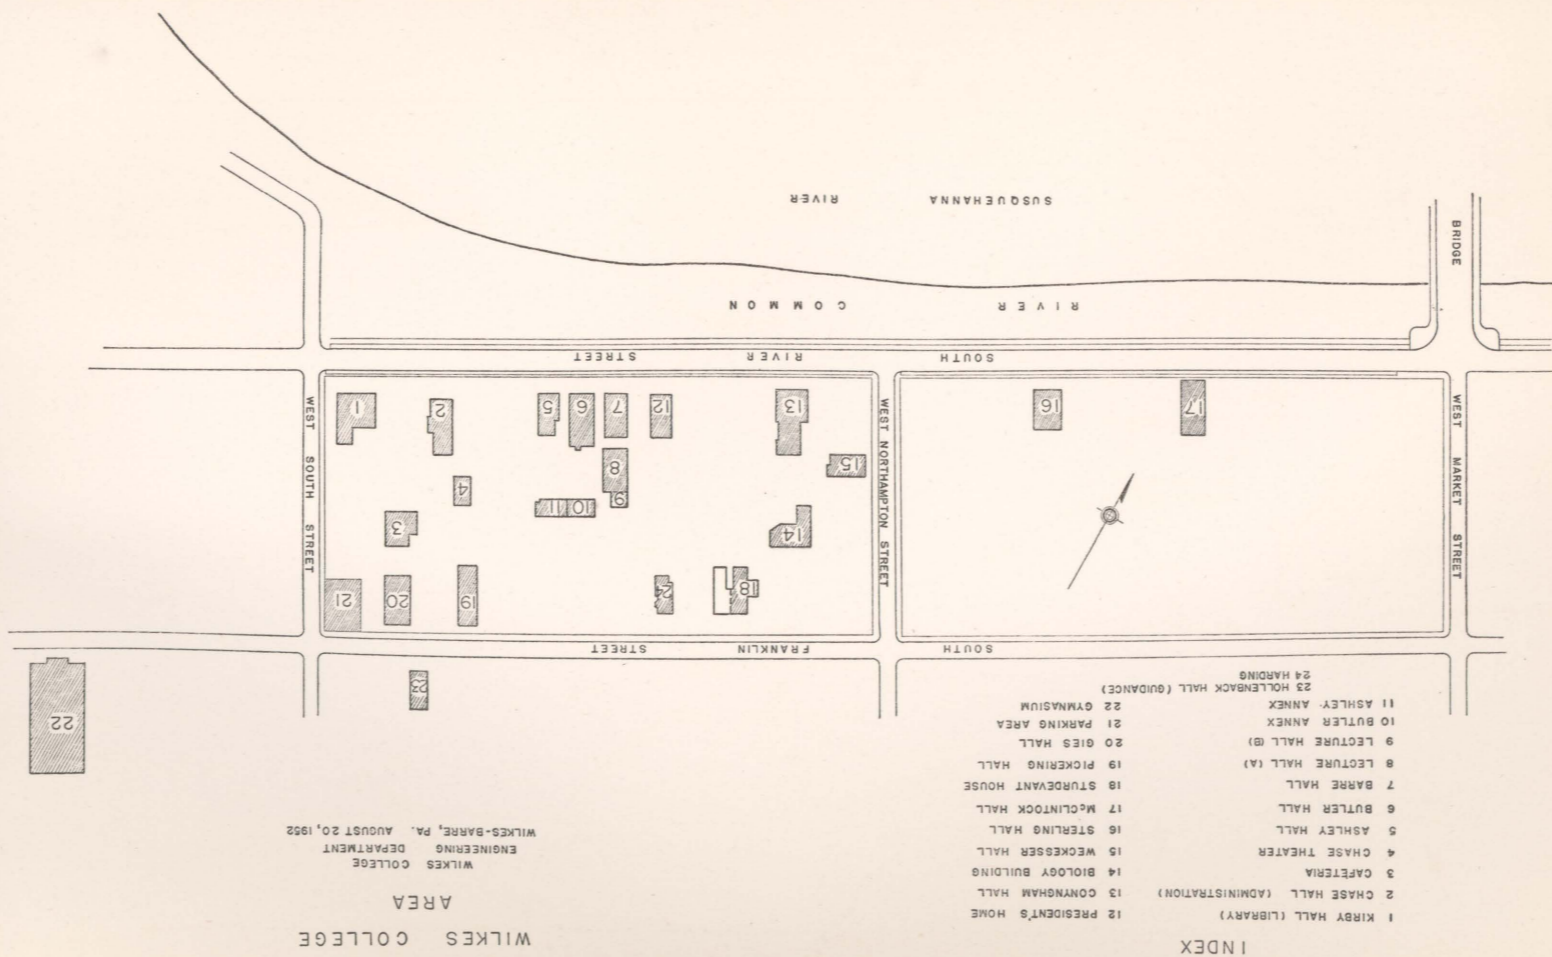 INDEX
1 KIRBY HALL (LIBRARY)
2 CHASE HALL (ADMINISTRATION)
3 CAFETERIA
4 CHASE THEATER
5 ASHLEY HALL
6 BUTLER HALL
7 BARRE HALL
8 LECTURE HALL (A)
9 LECTURE HALL (B)
10 BUTLER ANNEX
11 ASHLEY ANNEX
12 PRESIDENT'S HOME
13 CONYNGHAM HALL
14 BIOLOGY BUILDING
15 WECKESSER HALL
16 STERLING HALL
17 McCLINTOCK HALL
18 STURDEVANT HOUSE
19 PICKERING HALL
20 GIES HALL
21 PARKING AREA
22 GYMNASIUM
23 HOLLENBACK HALL (GUIDANCE)
24 HARDING
WILKES COLLEGE
AREA
WILKES COLLEGE
ENGINEERING DEPARTMENT
WILKES-BARRE, PA. AUGUST 20, 1952
22
23
SOUTH FRANKLIN STREET
18
24
19
20
21
14
3
9
10
11
4
15
8
17
16
13
12
7
6
5
2
1
WEST MARKET STREET
WEST NORTHAMPTON STREET
WEST SOUTH STREET
SOUTH RIVER STREET
RIVER COMMON
BRIDGE
SUSQUEHANNA RIVER